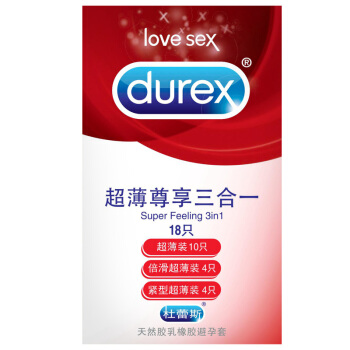 love sex
durex®
超薄尊享三合一
Super Feeling 3in1
18只
超薄装10只
倍滑超薄装 4只
紧型超薄装 4只
杜蕾斯®
天然胶乳橡胶避孕套